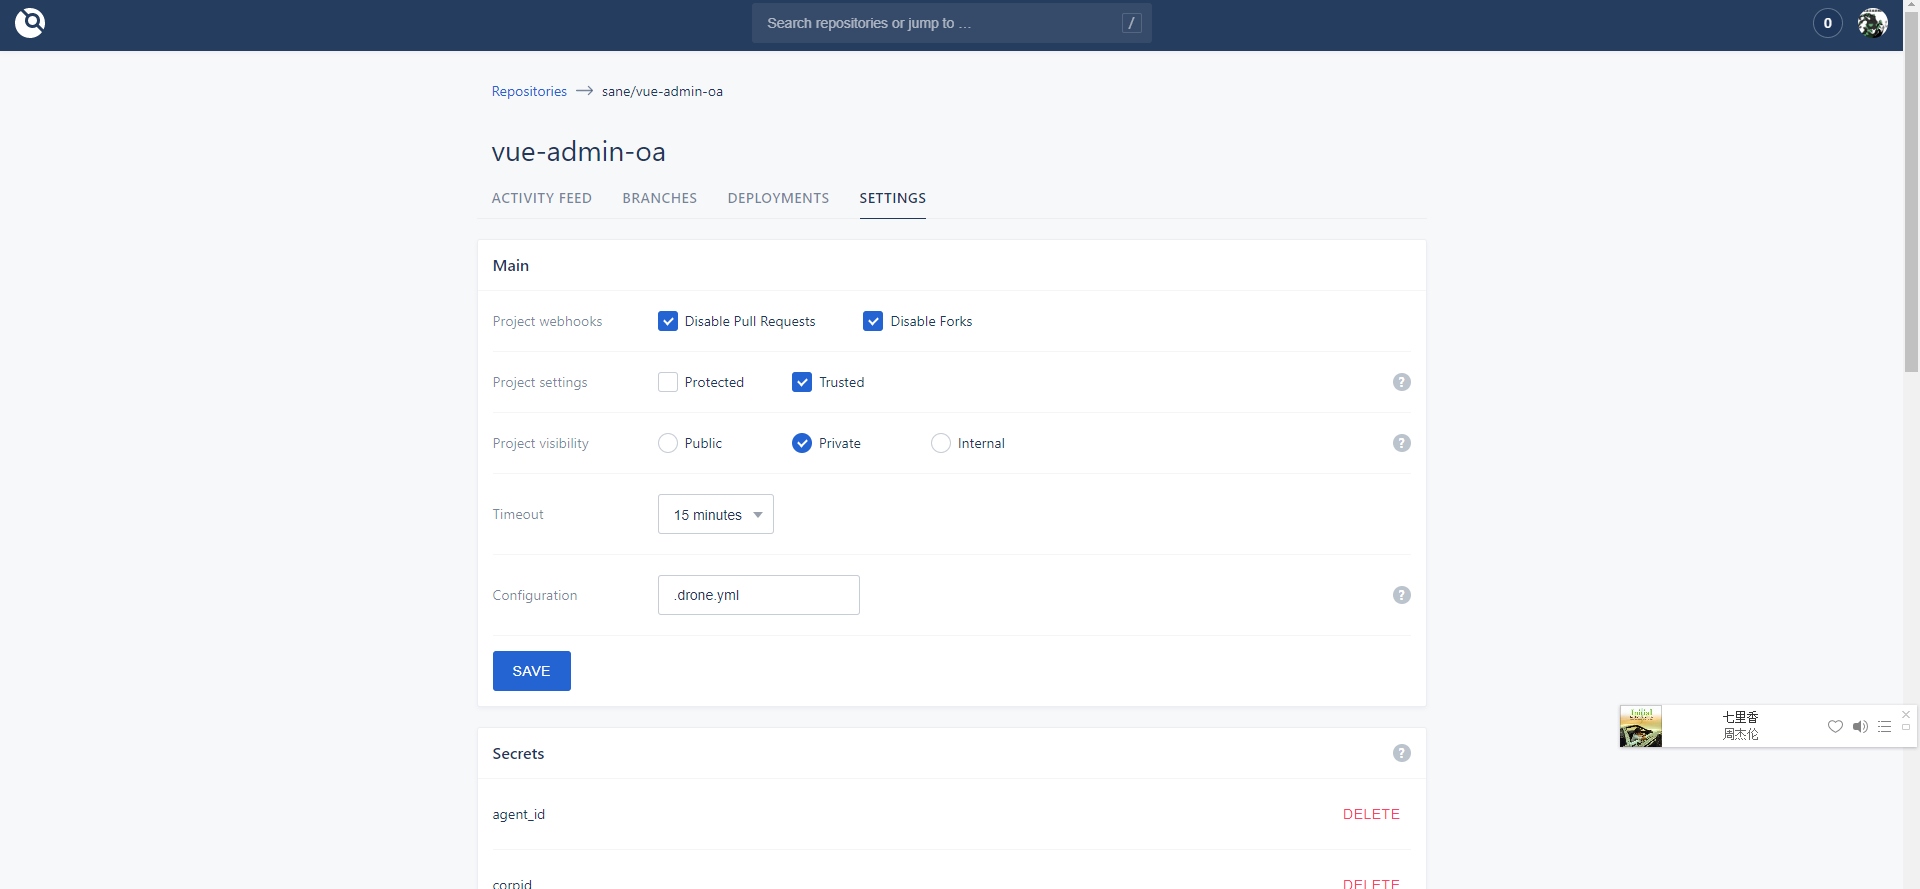 Search repositories or jump to …
/
0
Repositories
sane/vue-admin-oa
vue-admin-oa
ACTIVITY FEED
BRANCHES
DEPLOYMENTS
SETTINGS
Main
Project webhooks
Disable Pull Requests
Disable Forks
Project settings
Protected
Trusted
?
Project visibility
Public
Private
Internal
?
Timeout
15 minutes
Configuration
.drone.yml
?
SAVE
Initial
七里香
周杰伦
Secrets
?
agent_id
DELETE
corpid
DELETE